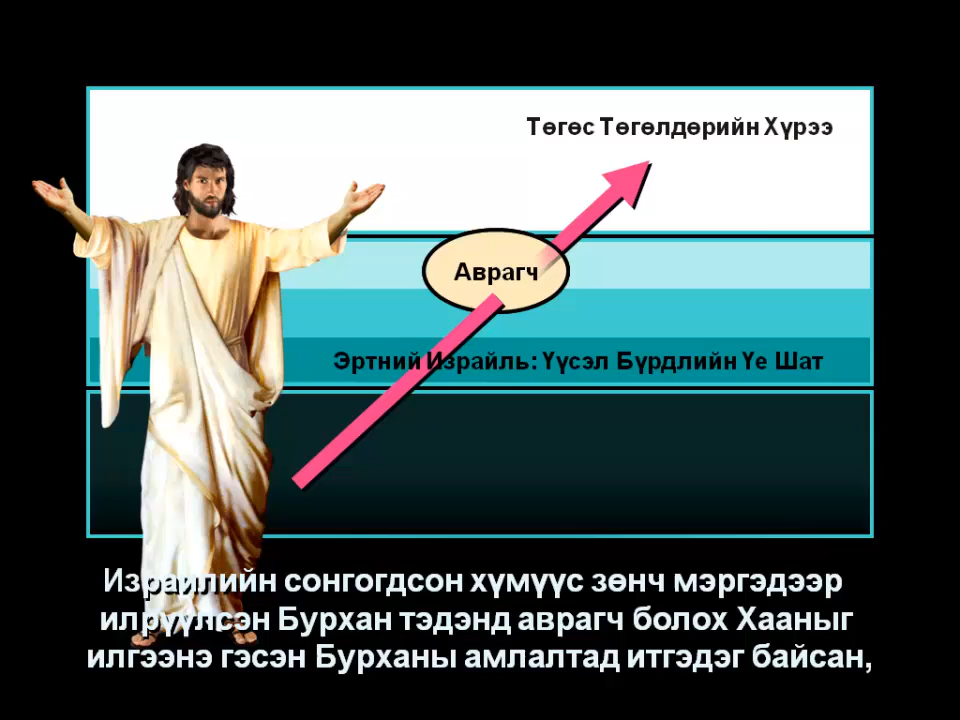 Төгөс Төгөлдөрийн Хүрээ
Аврагч
Эртний Израйль: Үүсэл Бүрдлийн Үе Шат
Израилийн сонгогдсон хүмүүс зөнч мэргэдээр
илрүүлсэн Бурхан тэдэнд аврагч болох Хааныг
илгээнэ гэсэн Бурханы амлалтад итгэдэг байсан,